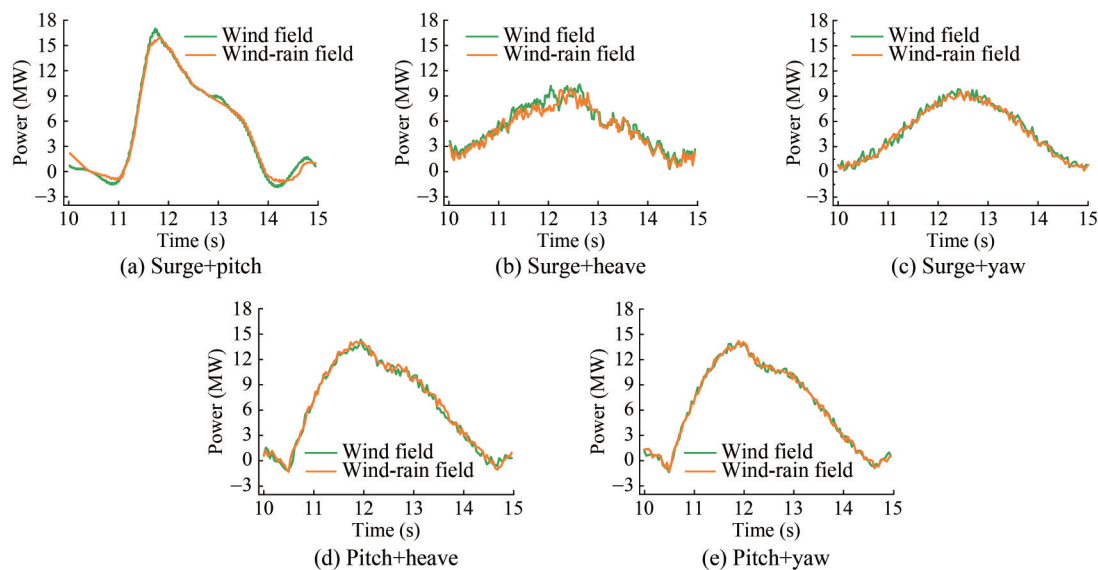 18
15
12
9
6
3
0
−3
Power (MW)
Wind field
Wind-rain field
10 11 12 13 14 15
Time (s)
(a) Surge+pitch
18
15
12
9
6
3
0
−3
Power (MW)
Wind field
Wind-rain field
10 11 12 13 14 15
Time (s)
(b) Surge+heave
18
15
12
9
6
3
0
−3
Power (MW)
Wind field
Wind-rain field
10 11 12 13 14 15
Time (s)
(c) Surge+yaw
18
15
12
9
6
3
0
−3
Power (MW)
Wind field
Wind-rain field
10 11 12 13 14 15
Time (s)
(d) Pitch+heave
18
15
12
9
6
3
0
−3
Power (MW)
Wind field
Wind-rain field
10 11 12 13 14 15
Time (s)
(e) Pitch+yaw